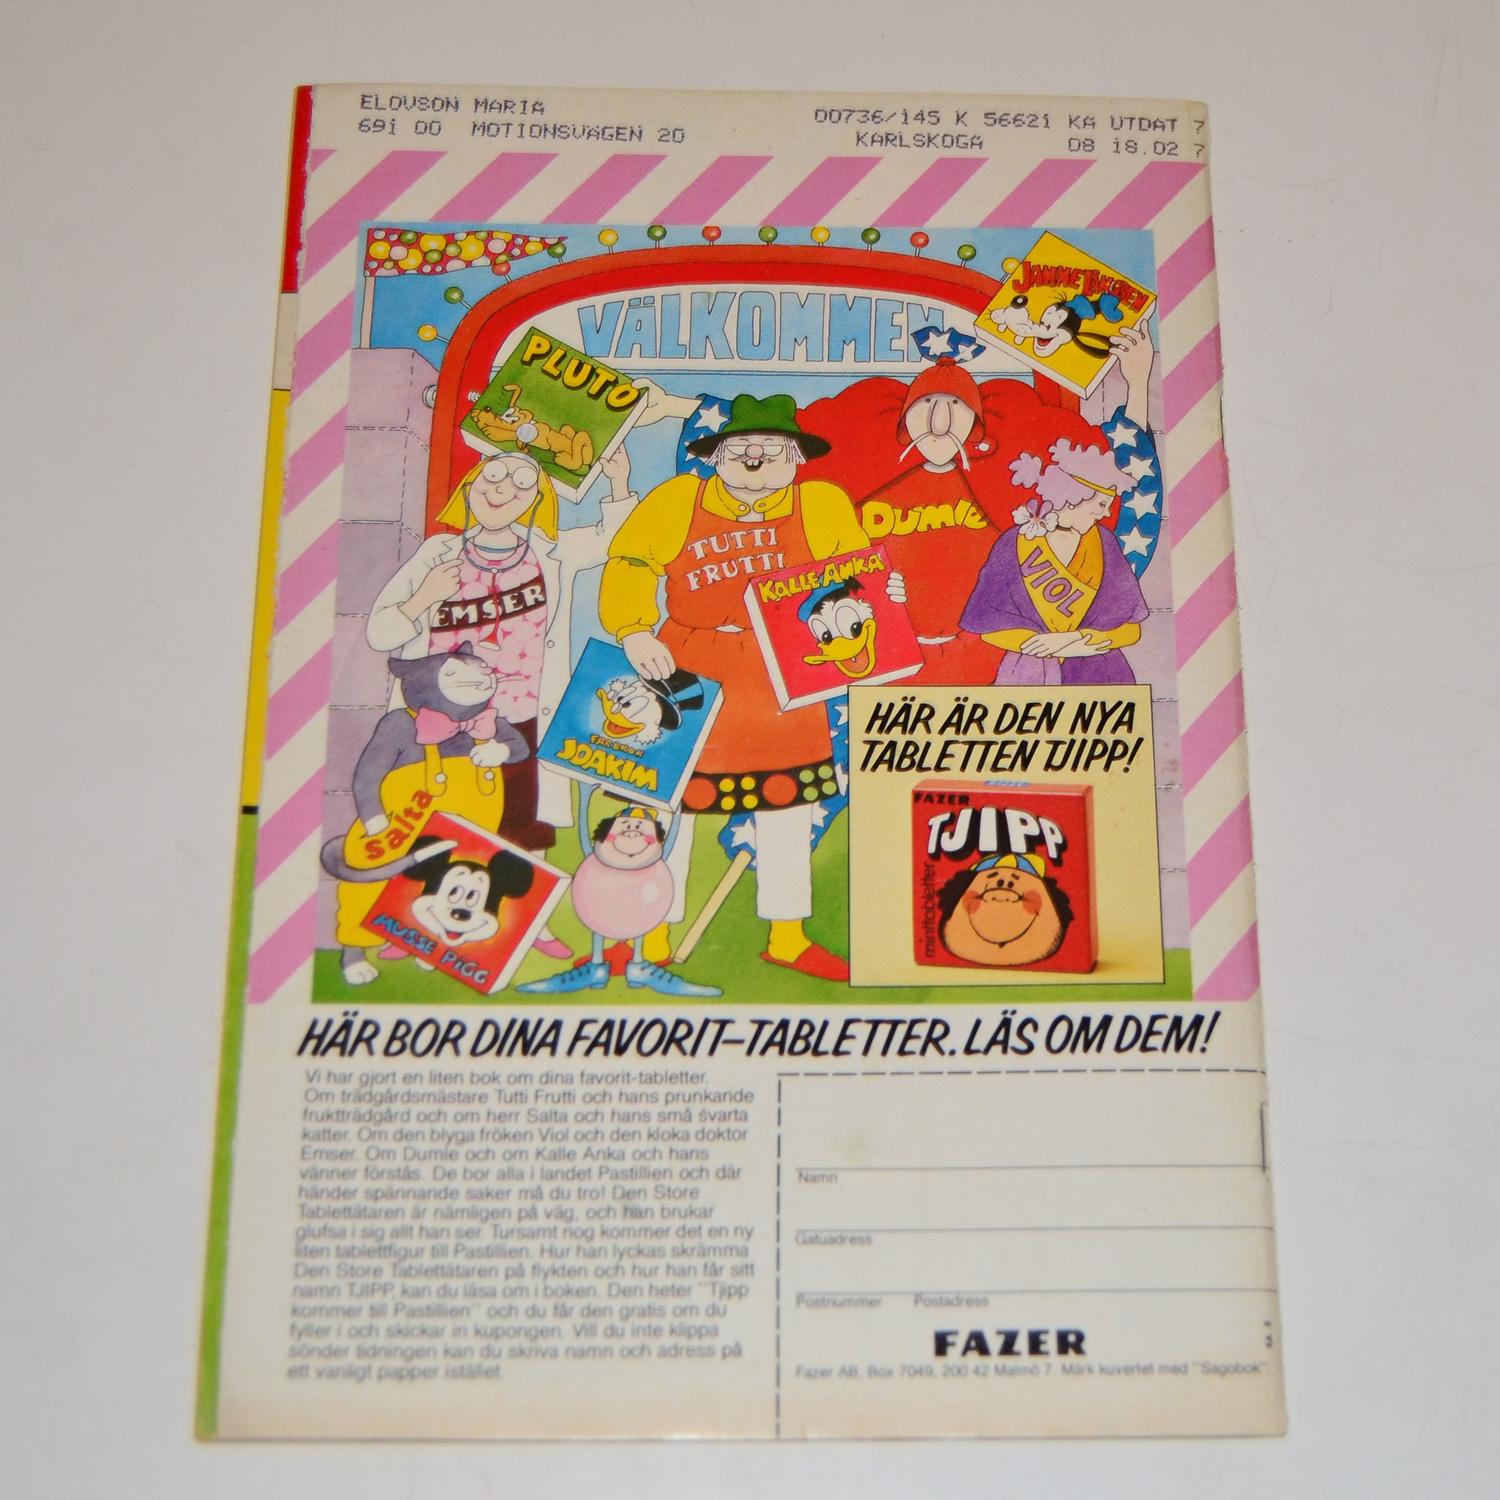 ELOVSON MARIA
691 00 MOTIONSVÄGEN 20
00736/145 K 56621 KA UTDAT 7
KARLSKOGA 08 18.02 7
VÄLKOMMEN
JAMMETÅNGREN
PLUTO
DUMLE
TUTTI
FRUTTI
KALLE ANKA
VIOL
EMSER
FARBROR
JOAKIM
Salta
MUSSE PIGG
HÄR ÄR DEN NYA
TABLETTEN TJIPP!
FAZER
TJIPP
minttabletter
HÄR BOR DINA FAVORIT-TABLETTER. LÄS OM DEM!
Vi har gjort en liten bok om dina favorit-tabletter.
Om trädgårdsmästare Tutti Frutti och hans prunkande
fruktträdgård och om herr Salta och hans små svarta
katter. Om den blyga fröken Viol och den kloka doktor
Emser. Om Dumle och om Kalle Anka och hans
vänner förstås. De bor alla i landet Pastillien och där
händer spännande saker må du tro! Den Store
Tablettätaren är nämligen på väg, och han brukar
glufsa i sig allt han ser. Tursamt nog kommer det en ny
liten tablettfigur till Pastillien. Hur han lyckas skrämma
Den Store Tablettätaren på flykten och hur han får sitt
namn TJIPP, kan du läsa om i boken. Den heter "Tjipp
kommer till Pastillien" och du får den gratis om du
fyller i och skickar in kupongen. Vill du inte klippa
sönder tidningen kan du skriva namn och adress på
ett vanligt papper istället.
Namn
Gatuadress
Postnummer Postadress
FAZER
Fazer AB, Box 7049, 200 42 Malmö 7. Märk kuvertet med "Sagobok".